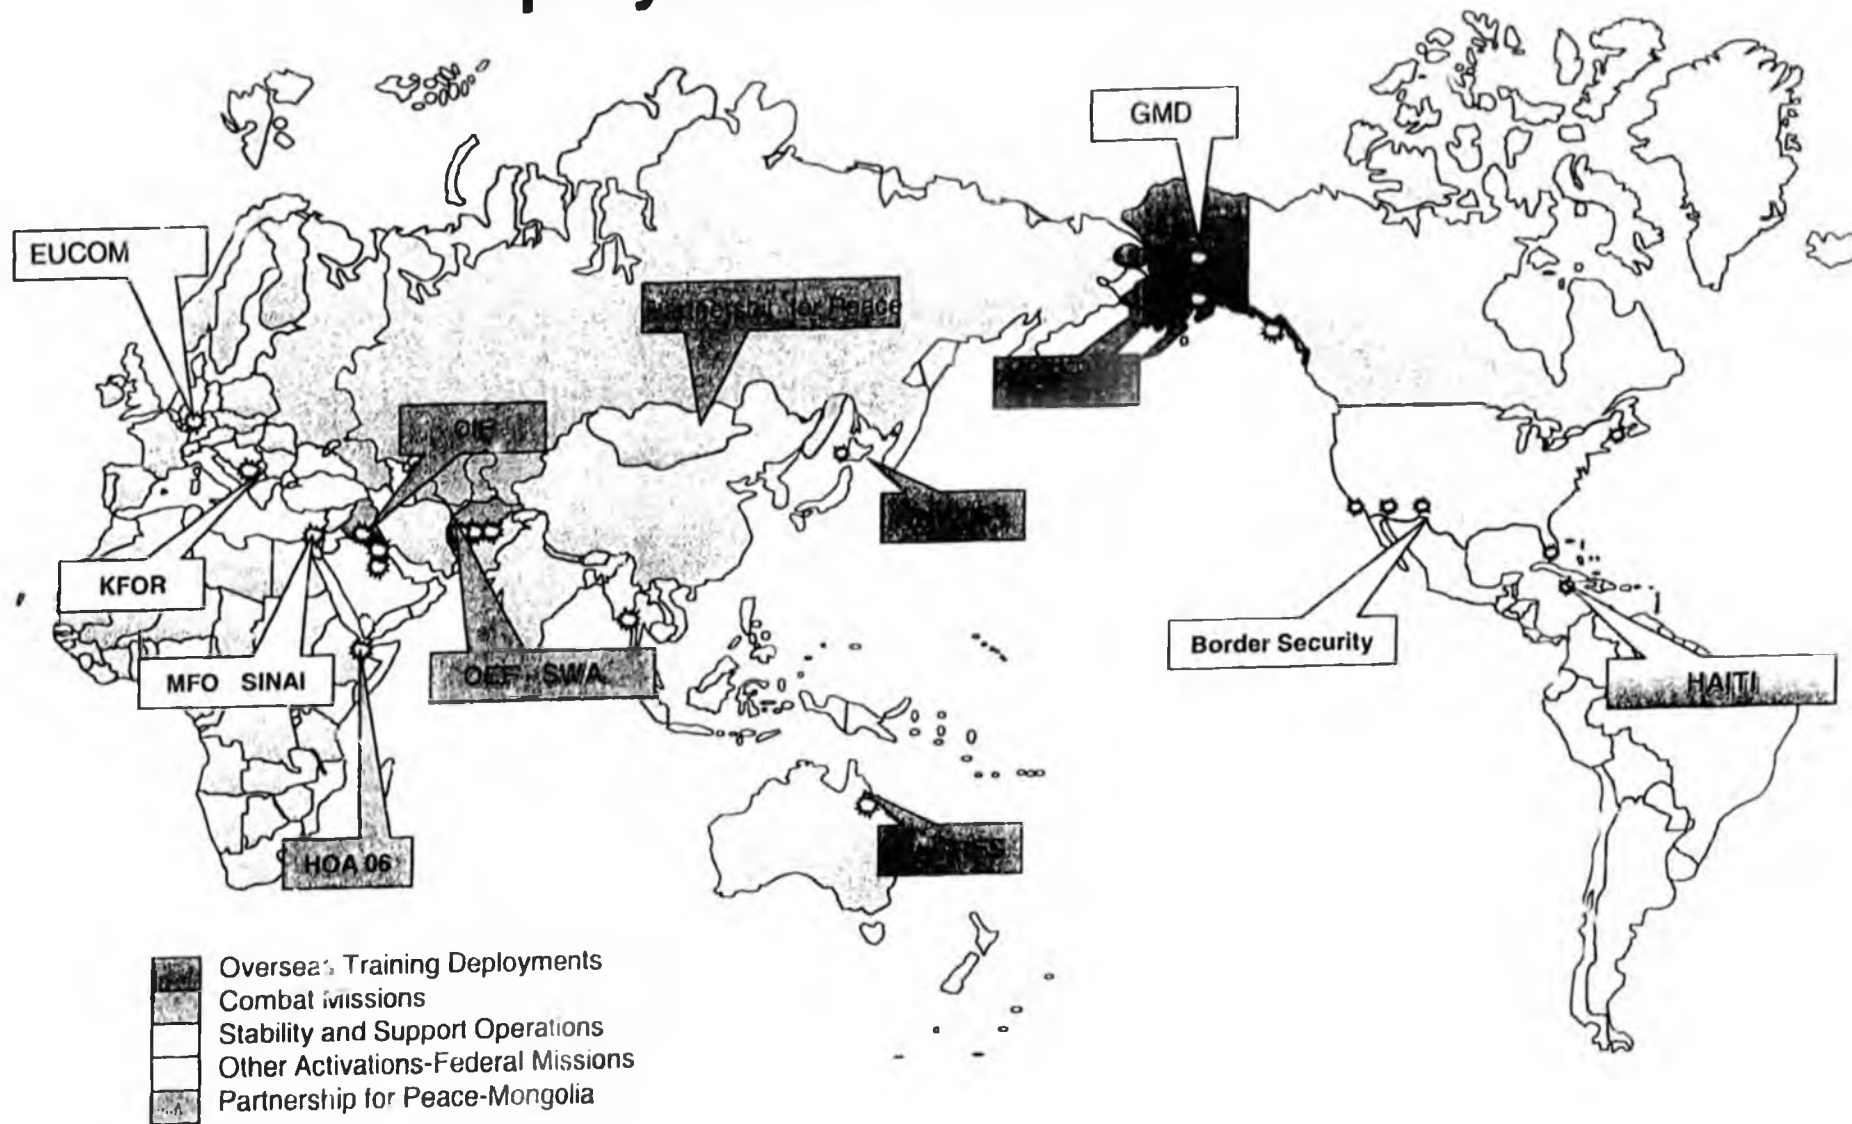 GMD
EUCOM
Partnership for Peace
OIF
KFOR
Border Security
MFO SINAI
OEF - SWA
HAITI
HOA 06
Overseas Training Deployments
Combat Missions
Stability and Support Operations
Other Activations-Federal Missions
Partnership for Peace-Mongolia